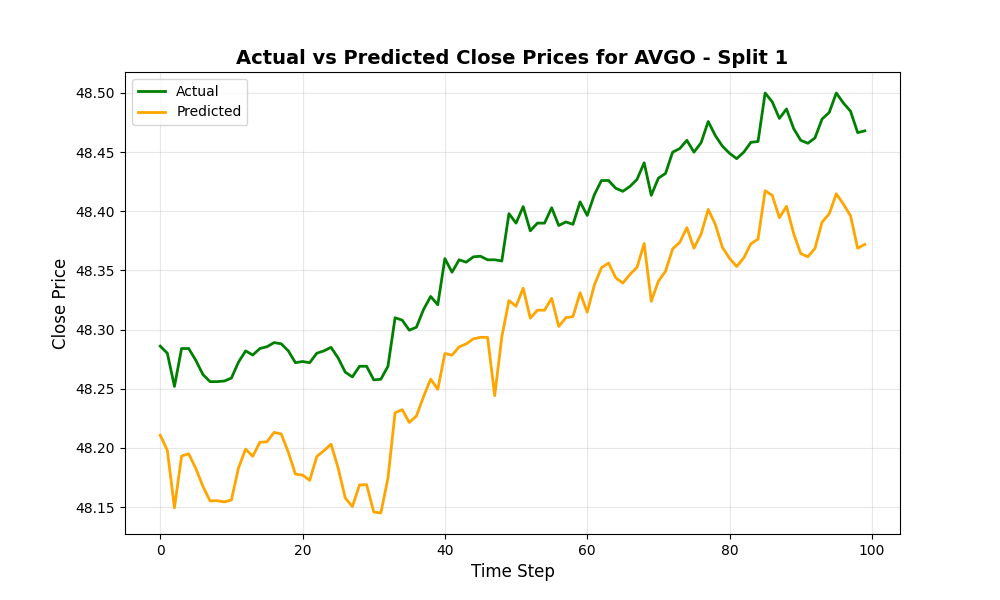 Actual vs Predicted Close Prices for AVGO - Split 1
Actual
Predicted
Close Price
48.50
48.45
48.40
48.35
48.30
48.25
48.20
48.15
0 20 40 60 80 100
Time Step